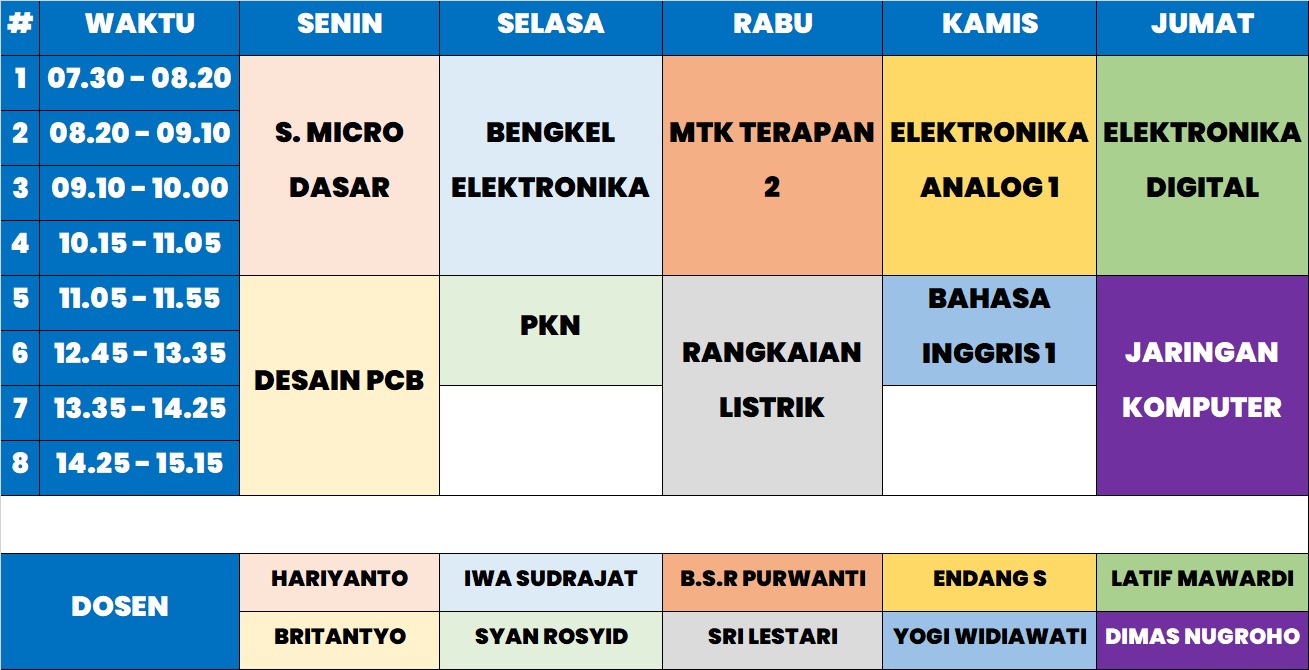 # WAKTU SENIN SELASA RABU KAMIS JUMAT
1 07.30 – 08.20
2 08.20 – 09.10 S. MICRO BENGKEL MTK TERAPAN ELEKTRONIKA ELEKTRONIKA
3 09.10 – 10.00 DASAR ELEKTRONIKA 2 ANALOG 1 DIGITAL
4 10.15 – 11.05
5 11.05 – 11.55 BAHASA
PKN
6 12.45 – 13.35 RANGKAIAN INGGRIS 1 JARINGAN
DESAIN PCB
7 13.35 – 14.25 LISTRIK KOMPUTER
8 14.25 – 15.15
DOSEN
HARIYANTO IWA SUDRAJAT B.S.R PURWANTI ENDANG S LATIF MAWARDI
BRITANTYO SYAN ROSYID SRI LESTARI YOGI WIDIAWATI DIMAS NUGROHO